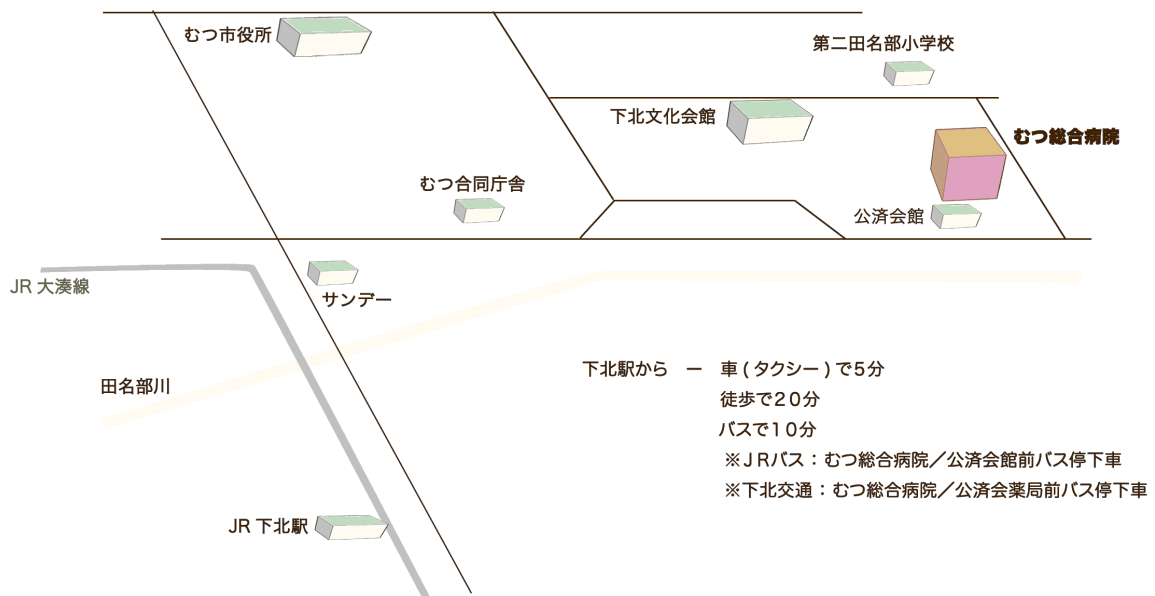 むつ市役所
第二田名部小学校
下北文化会館
むつ総合病院
むつ合同庁舎
公済会館
JR 大湊線
サンデー
田名部川
下北駅から ー 車(タクシー)で5分
徒歩で20分
バスで10分
※JRバス：むつ総合病院／公済会館前バス停下車
※下北交通：むつ総合病院／公済会薬局前バス停下車
JR 下北駅